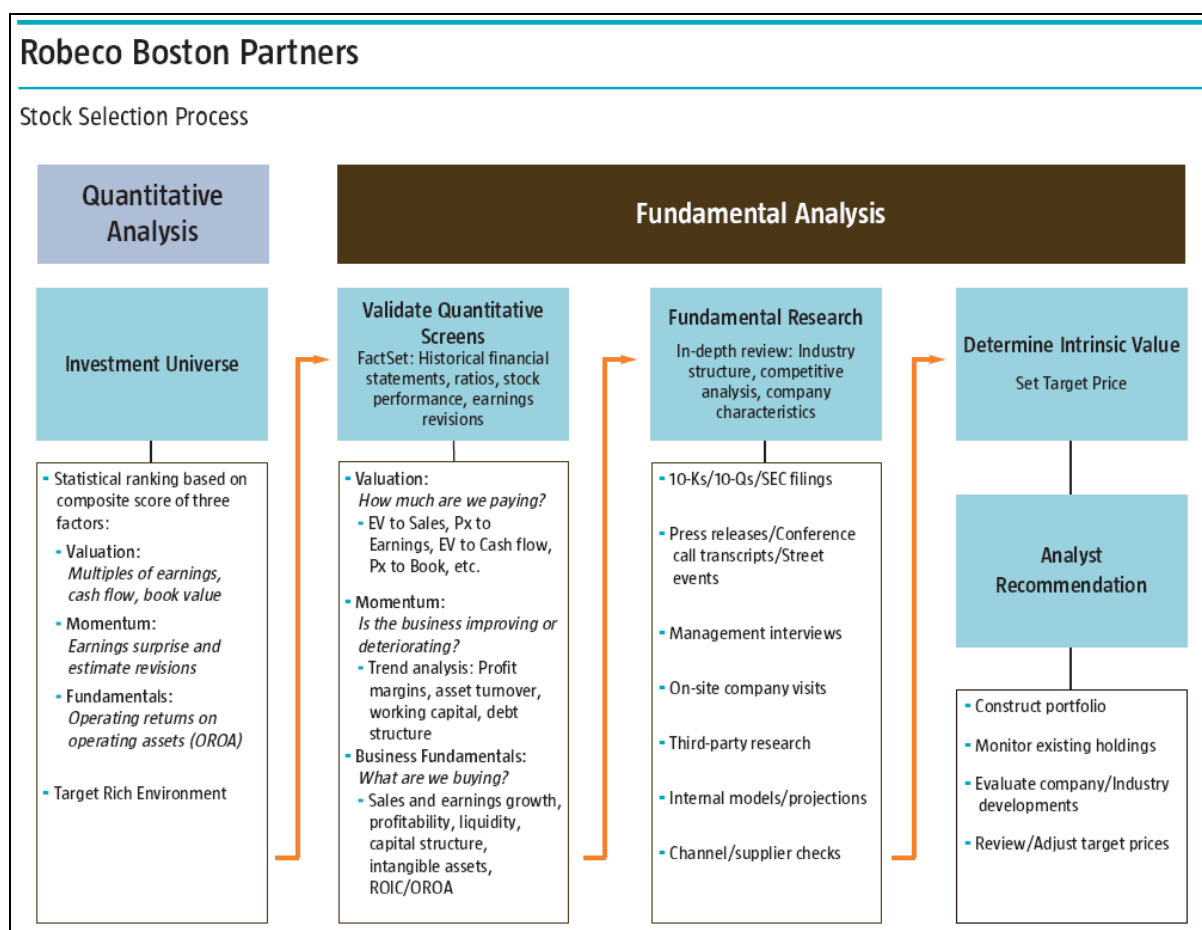 Robeco Boston Partners
Stock Selection Process
Quantitative
Analysis
Fundamental Analysis
Investment Universe
- Statistical ranking based on
composite score of three
factors:
- Valuation:
Multiples of earnings,
cash flow, book value
- Momentum:
Earnings surprise and
estimate revisions
- Fundamentals:
Operating returns on
operating assets (OROA)
- Target Rich Environment
Validate Quantitative
Screens
FactSet: Historical financial
statements, ratios, stock
performance, earnings
revisions
- Valuation:
How much are we paying?
- EV to Sales, Px to
Earnings, EV to Cash flow,
Px to Book, etc.
- Momentum:
Is the business improving or
deteriorating?
- Trend analysis: Profit
margins, asset turnover,
working capital, debt
structure
- Business Fundamentals:
What are we buying?
- Sales and earnings growth,
profitability, liquidity,
capital structure,
intangible assets,
ROIC/OROA
Fundamental Research
In-depth review: Industry
structure, competitive
analysis, company
characteristics
- 10-Ks/10-Qs/SEC filings
- Press releases/Conference
call transcripts/Street
events
- Management interviews
- On-site company visits
- Third-party research
- Internal models/projections
- Channel/supplier checks
Determine Intrinsic Value
Set Target Price
Analyst
Recommendation
- Construct portfolio
- Monitor existing holdings
- Evaluate company/Industry
developments
- Review/Adjust target prices